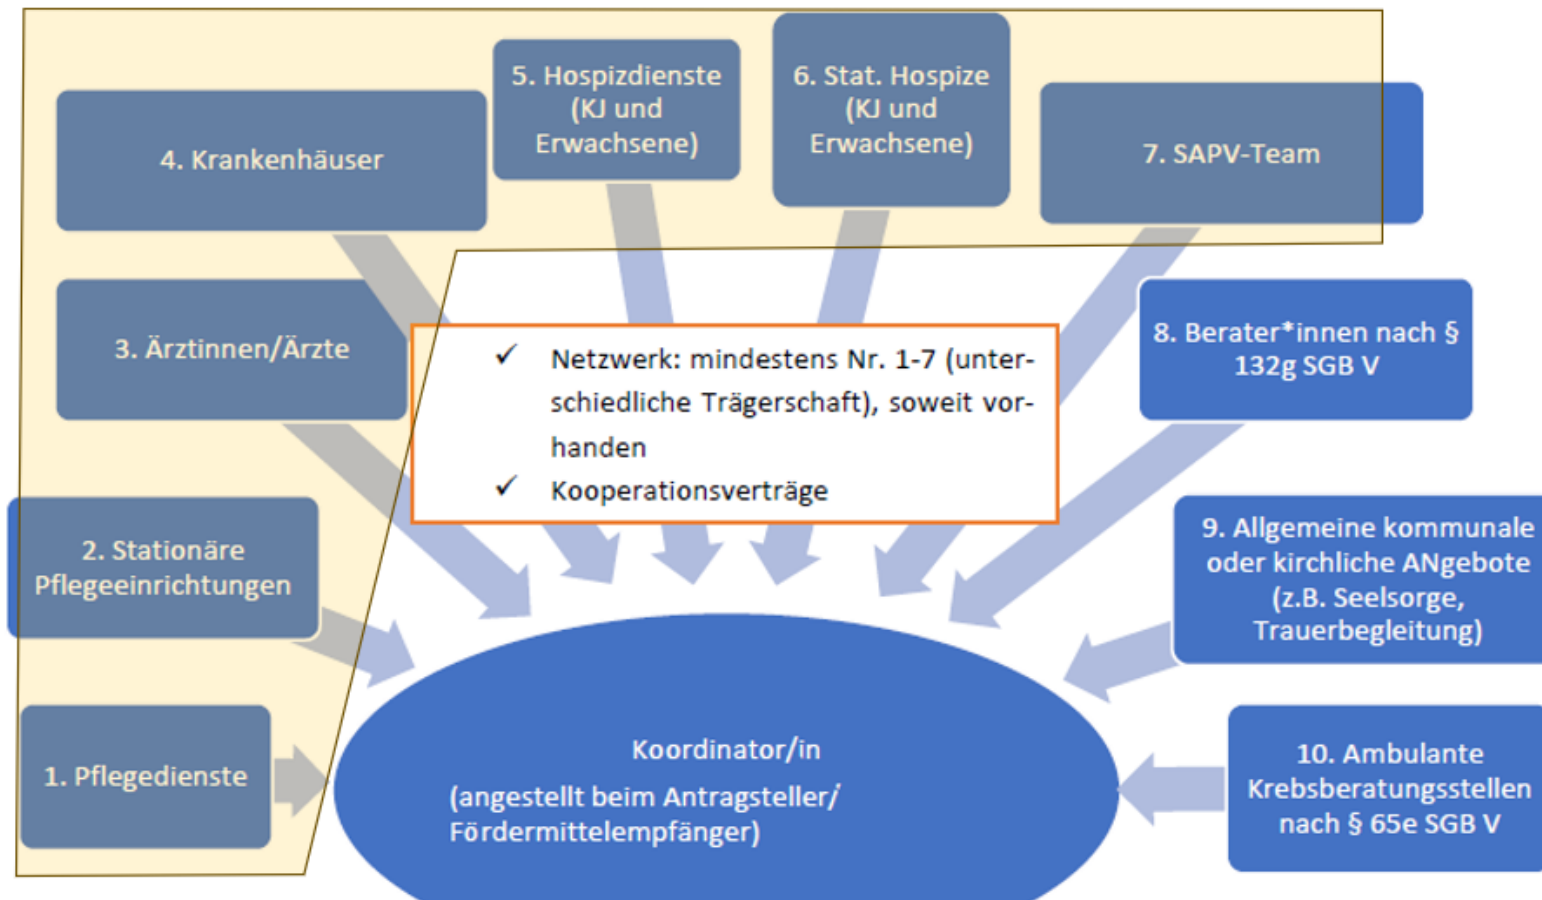 5. Hospizdienste
(KJ und
Erwachsene)
6. Stat. Hospize
(KJ und
Erwachsene)
4. Krankenhäuser
7. SAPV-Team
3. Ärztinnen/Ärzte
8. Berater*innen nach §
132g SGB V
✓ Netzwerk: mindestens Nr. 1-7 (unter-
schiedliche Trägerschaft), soweit vor-
handen
✓ Kooperationsverträge
2. Stationäre
Pflegeeinrichtungen
9. Allgemeine kommunale
oder kirchliche ANgebote
(z.B. Seelsorge,
Trauerbegleitung)
1. Pflegedienste
Koordinator/in
(angestellt beim Antragsteller/
Fördermittelempfänger)
10. Ambulante
Krebsberatungsstellen
nach § 65e SGB V